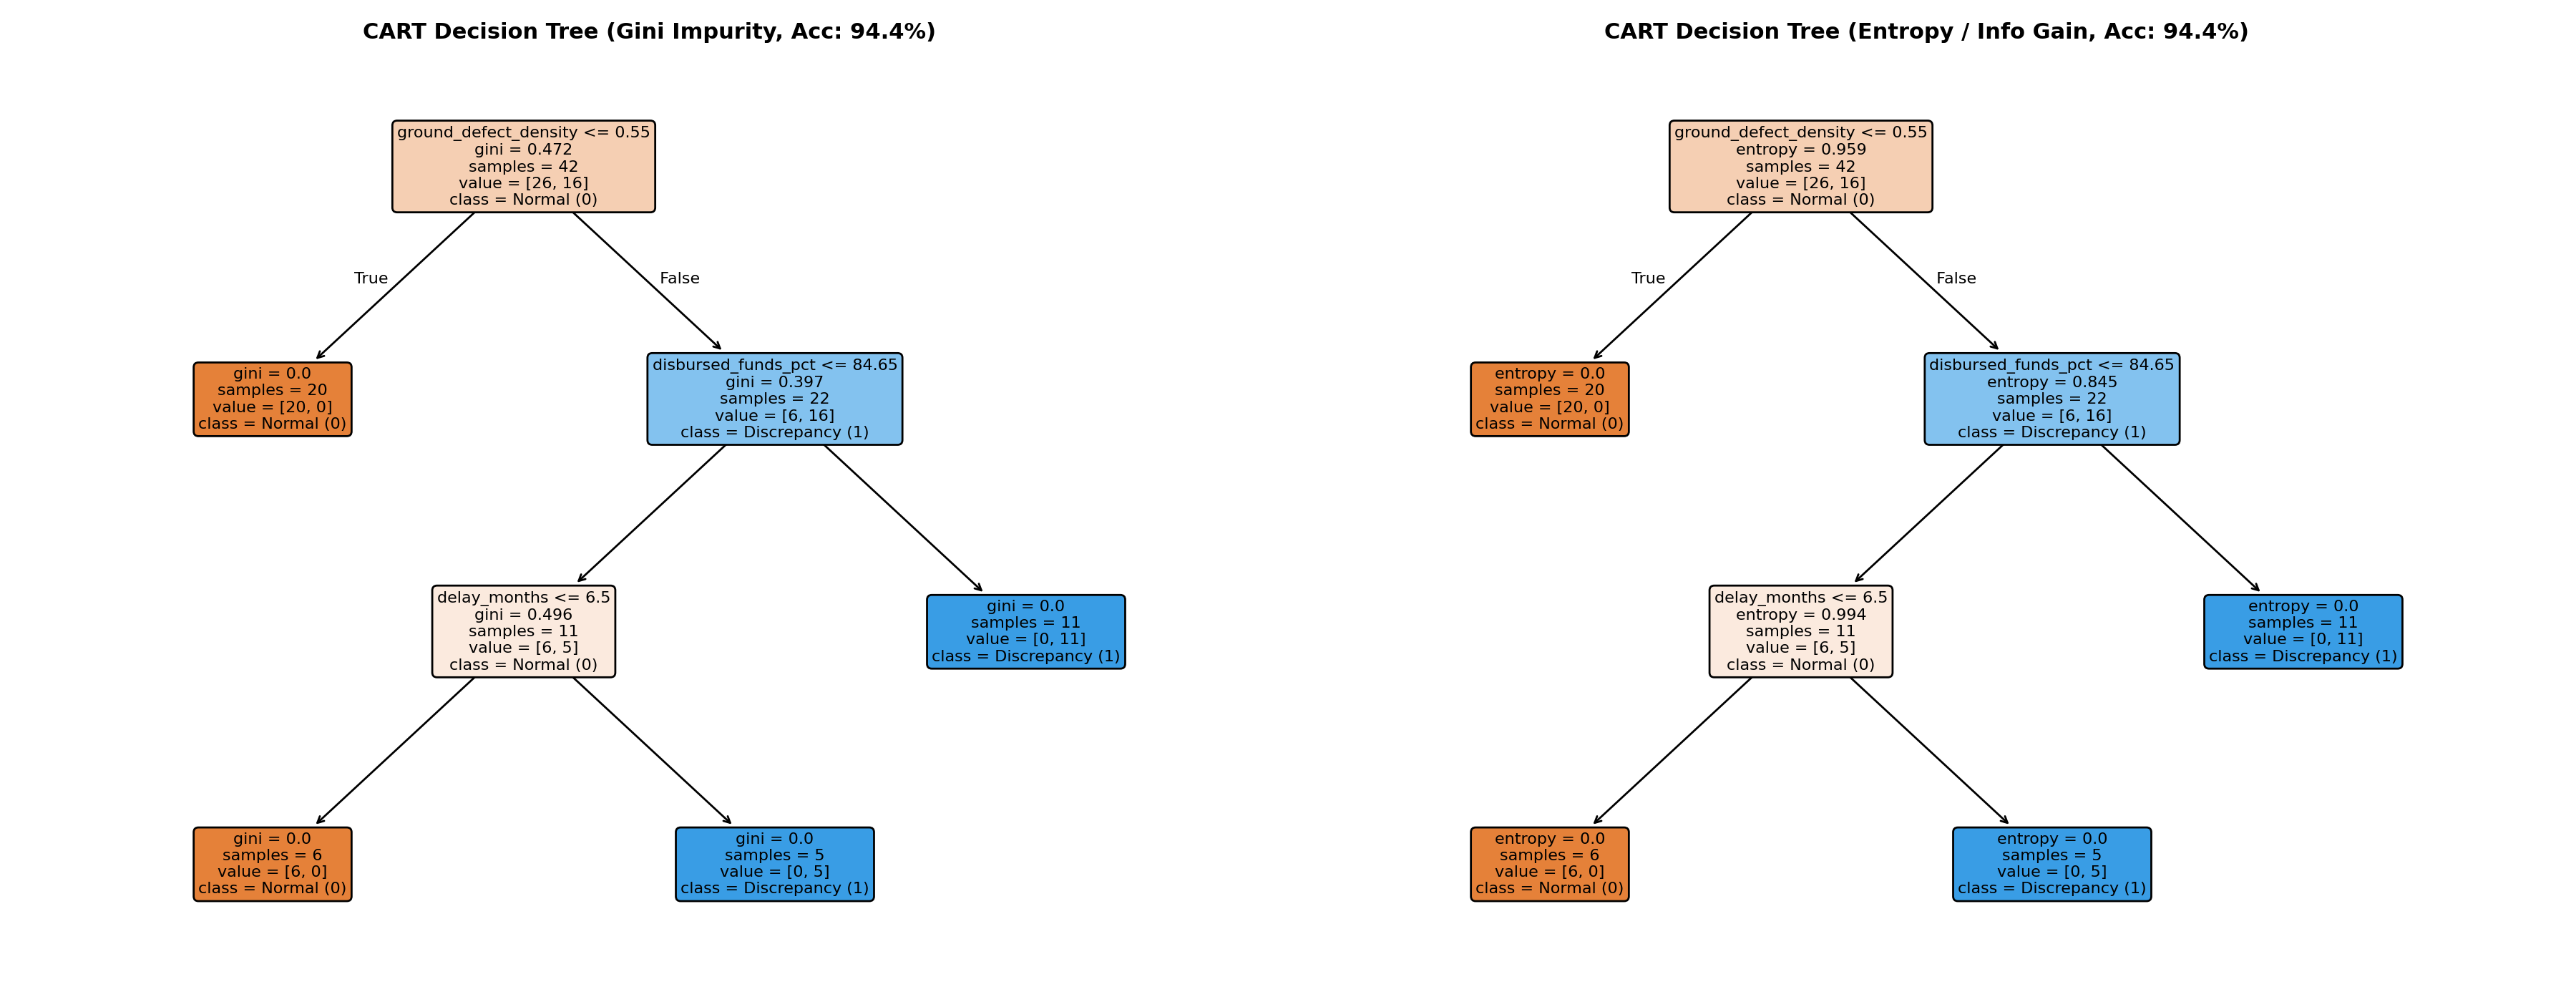 CART Decision Tree (Gini Impurity, Acc: 94.4%)
ground_defect_density <= 0.55
gini = 0.472
samples = 42
value = [26, 16]
class = Normal (0)
True
False
gini = 0.0
samples = 20
value = [20, 0]
class = Normal (0)
disbursed_funds_pct <= 84.65
gini = 0.397
samples = 22
value = [6, 16]
class = Discrepancy (1)
delay_months <= 6.5
gini = 0.496
samples = 11
value = [6, 5]
class = Normal (0)
gini = 0.0
samples = 11
value = [0, 11]
class = Discrepancy (1)
gini = 0.0
samples = 6
value = [6, 0]
class = Normal (0)
gini = 0.0
samples = 5
value = [0, 5]
class = Discrepancy (1)
CART Decision Tree (Entropy / Info Gain, Acc: 94.4%)
ground_defect_density <= 0.55
entropy = 0.959
samples = 42
value = [26, 16]
class = Normal (0)
True
False
entropy = 0.0
samples = 20
value = [20, 0]
class = Normal (0)
disbursed_funds_pct <= 84.65
entropy = 0.845
samples = 22
value = [6, 16]
class = Discrepancy (1)
delay_months <= 6.5
entropy = 0.994
samples = 11
value = [6, 5]
class = Normal (0)
entropy = 0.0
samples = 11
value = [0, 11]
class = Discrepancy (1)
entropy = 0.0
samples = 6
value = [6, 0]
class = Normal (0)
entropy = 0.0
samples = 5
value = [0, 5]
class = Discrepancy (1)